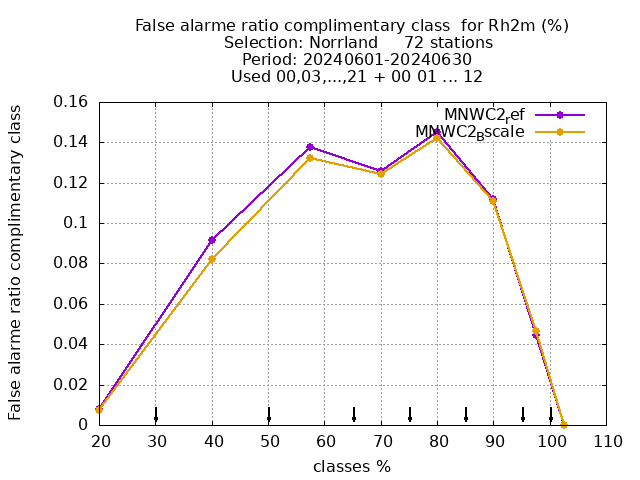 False alarme ratio complimentary class  for Rh2m (%)
Selection: Norrland     72 stations
Period: 20240601-20240630
Used 00,03,...,21 + 00 01 ... 12
MNWC2ref
MNWC2Bscale
False alarme ratio complimentary class
0.16
0.14
0.12
0.1
0.08
0.06
0.04
0.02
0
20 30 40 50 60 70 80 90 100 110
classes %